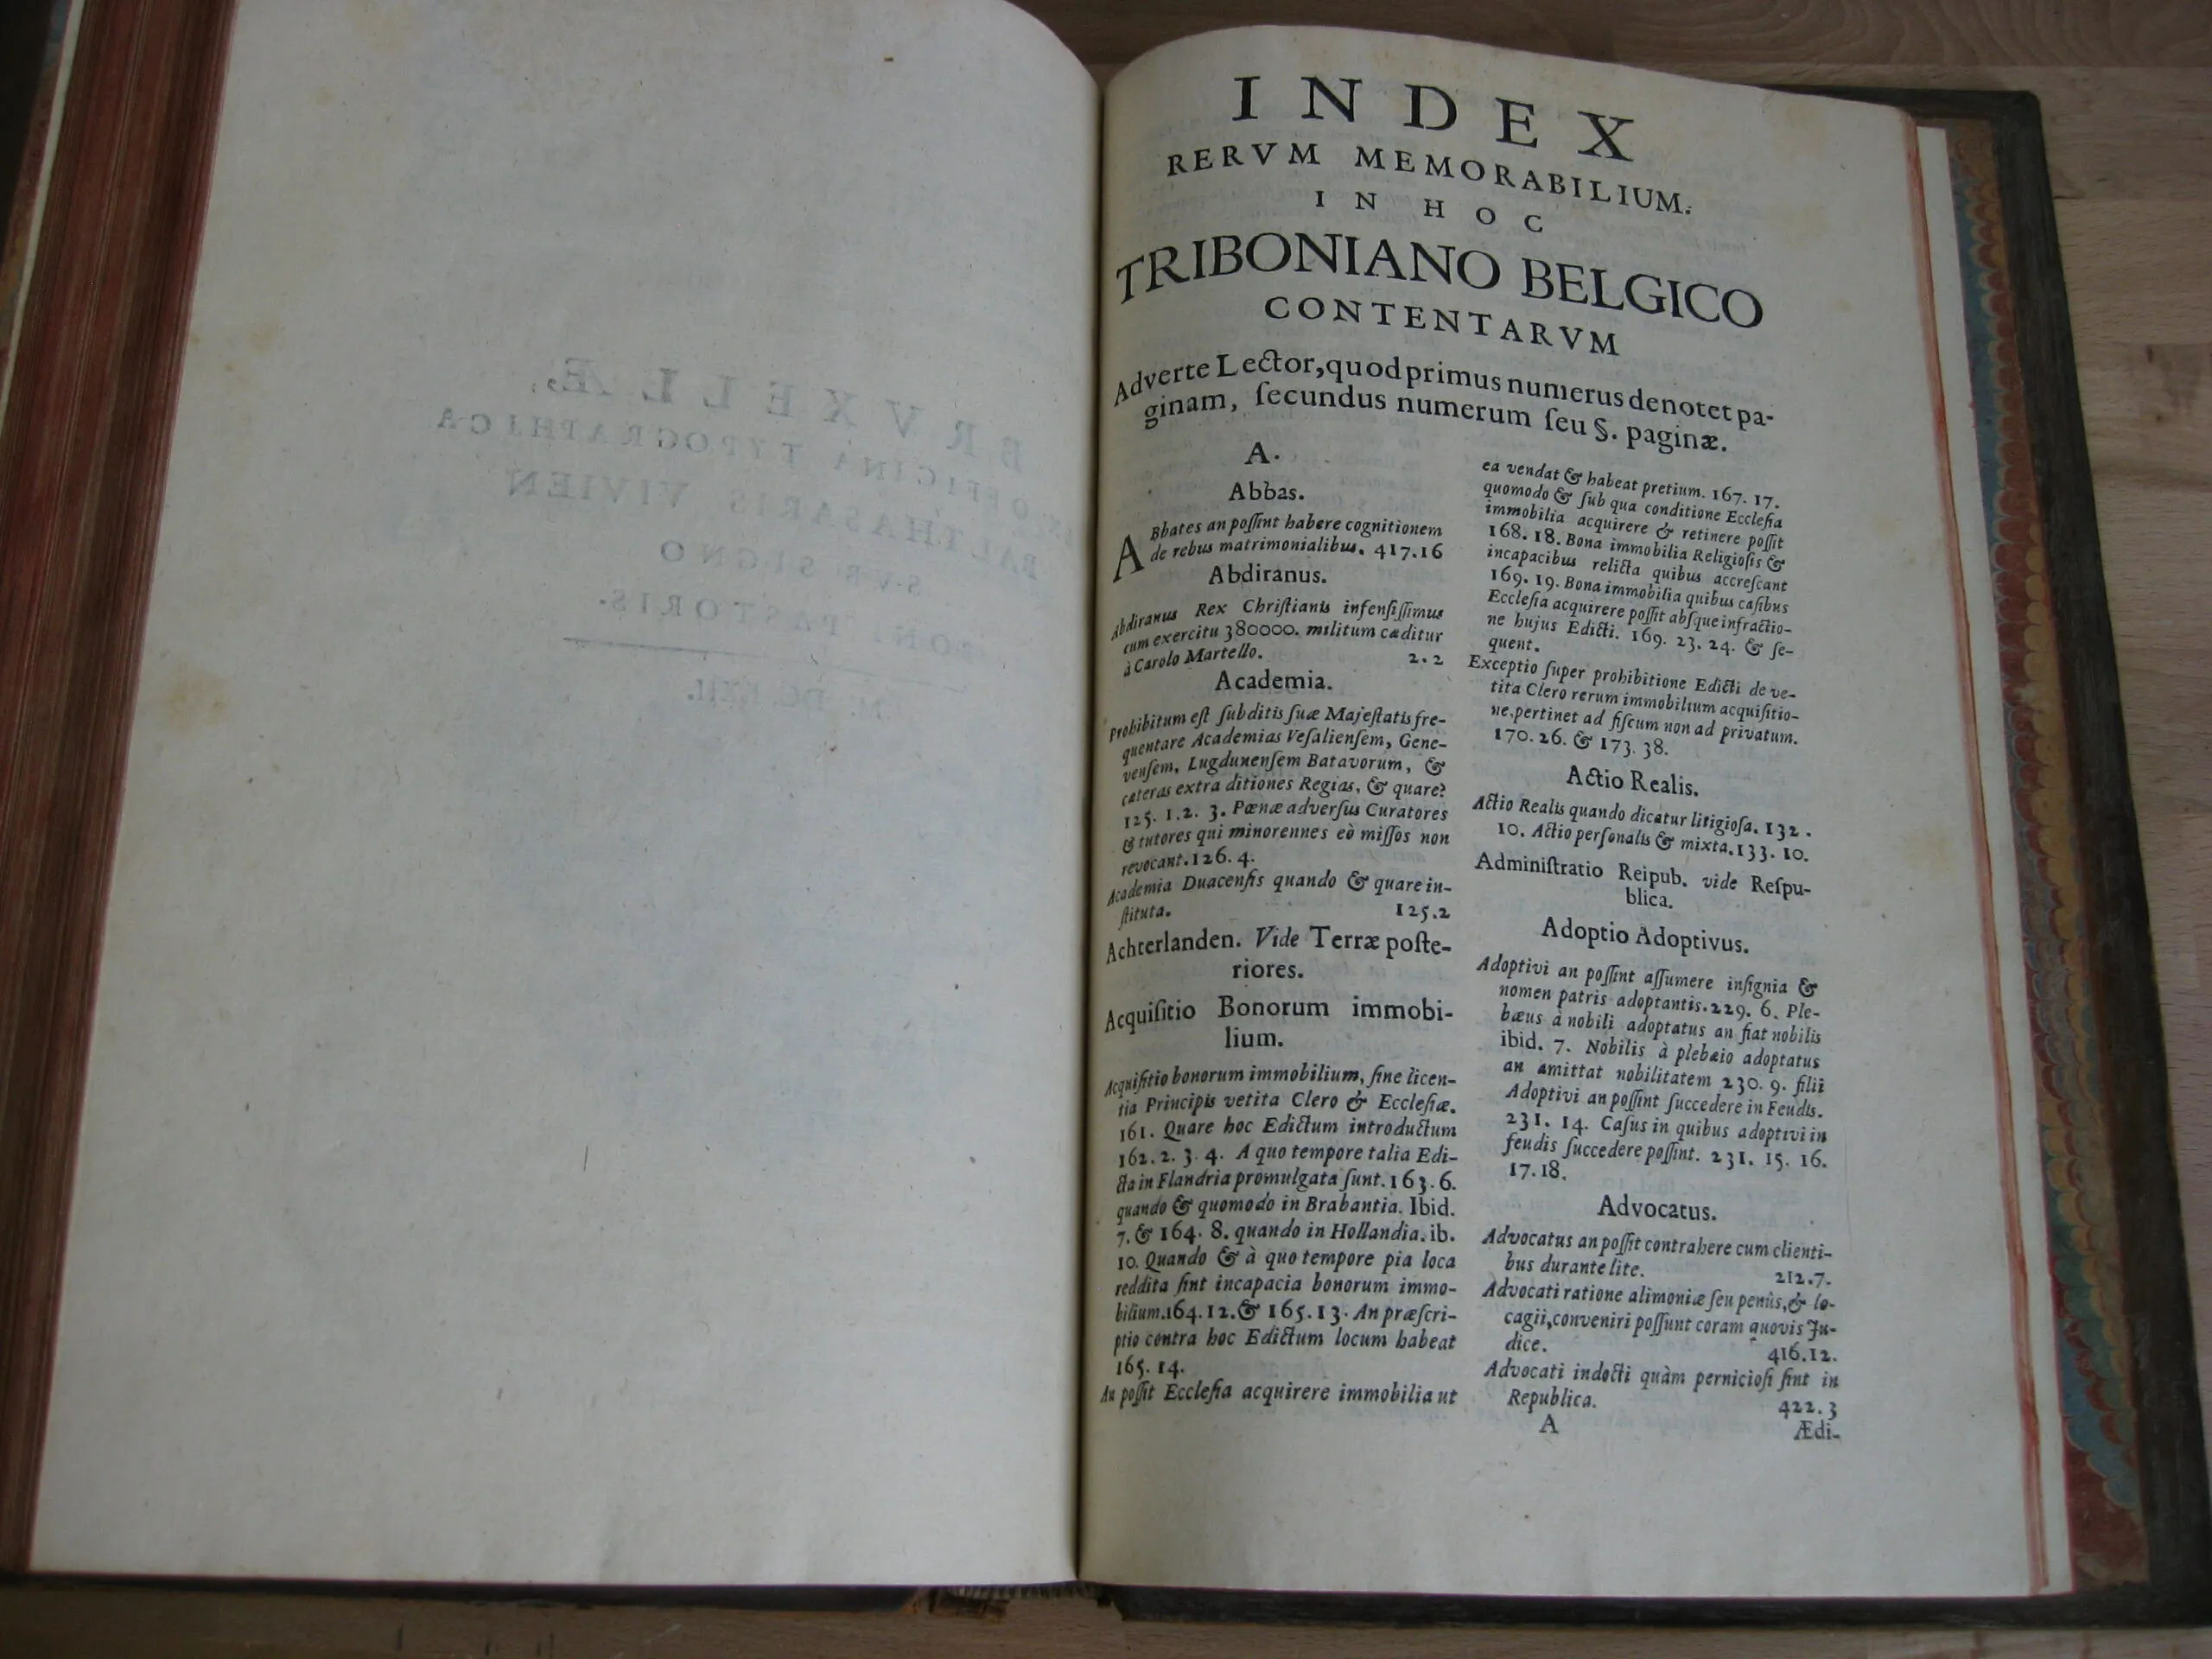 BRVXELLÆ,
EX OFFICINA TYPOGRAPHICA
BALTHASARIS VIVIEN
SVB SIGNO
BONI PASTORIS.
INDEX
RERVM MEMORABILIUM.
IN HOC
TRIBONIANO BELGICO
CONTENTARVM
Adverte Lector, quod primus numerus denotet pa-
ginam, ſecundus numerum ſeu §. paginæ.
A.
Abbas.
ABbates an poſſint habere cognitionem
de rebus matrimonialibus. 417.16
Abdiranus.
Abdiranus Rex Chriſtianis infenſiſſimus
cum exercitu 380000. militum cæditur
à Carolo Martello. 2.2
Academia.
Prohibitum eſt ſubditis ſuæ Majeſtatis fre-
quentare Academias Veſalienſem, Gene-
venſem, Lugdunenſem Batavorum, &
cæteras extra ditiones Regias, & quare?
125. 1.2. 3. Pœnæ adverſus Curatores
& tutores qui minorennes eò miſſos non
revocant. 126. 4.
Academia Duacenſis quando & quare in-
ſtituta. 125.2
Achterlanden. Vide Terræ poſte-
riores.
Acquiſitio Bonorum immobi-
lium.
Acquiſitio bonorum immobilium, ſine licen-
tia Principis vetita Clero & Eccleſiæ.
161. Quare hoc Edictum introductum
162. 2. 3. 4. A quo tempore talia Edi-
cta in Flandria promulgata ſunt. 163. 6.
quando & quomodo in Brabantia. Ibid.
7. & 164. 8. quando in Hollandia. ib.
10. Quando & à quo tempore pia loca
reddita ſint incapacia bonorum immo-
bilium. 164. 12. & 165. 13. An præſcri-
ptio contra hoc Edictum locum habeat
165. 14.
An poſſit Eccleſia acquirere immobilia ut
ea vendat & habeat pretium. 167. 17.
quomodo & ſub qua conditione Eccleſia
immobilia acquirere & retinere poſſit
168. 18. Bona immobilia Religioſis &
incapacibus relicta quibus accreſcant
169. 19. Bona immobilia quibus caſibus
Eccleſia acquirere poſſit abſque infractio-
ne hujus Edicti. 169. 23. 24. & ſe-
quent.
Exceptio ſuper prohibitione Edicti de ve-
tita Clero rerum immobilium acquiſitio-
ne, pertinet ad fiſcum non ad privatum.
170. 26. & 173. 38.
Actio Realis.
Actio Realis quando dicatur litigioſa. 132.
10. Actio perſonalis & mixta. 133. 10.
Adminiſtratio Reipub. vide Reſpu-
blica.
Adoptio Adoptivus.
Adoptivi an poſſint aſſumere inſignia &
nomen patris adoptantis. 229. 6. Ple-
bæus à nobili adoptatus an fiat nobilis
ibid. 7. Nobilis à plebæio adoptatus
an amittat nobilitatem 230. 9. filii
Adoptivi an poſſint ſuccedere in Feudis.
231. 14. Caſus in quibus adoptivi in
feudis ſuccedere poſſint. 231. 15. 16.
17. 18.
Advocatus.
Advocatus an poſſit contrahere cum clienti-
bus durante lite. 212.7.
Advocati ratione alimoniæ ſeu penùs, & lo-
cagii, conveniri poſſunt coram quovis Ju-
dice. 416.12.
Advocati indocti quàm pernicioſi ſint in
Republica. 422.3
A
Ædi-